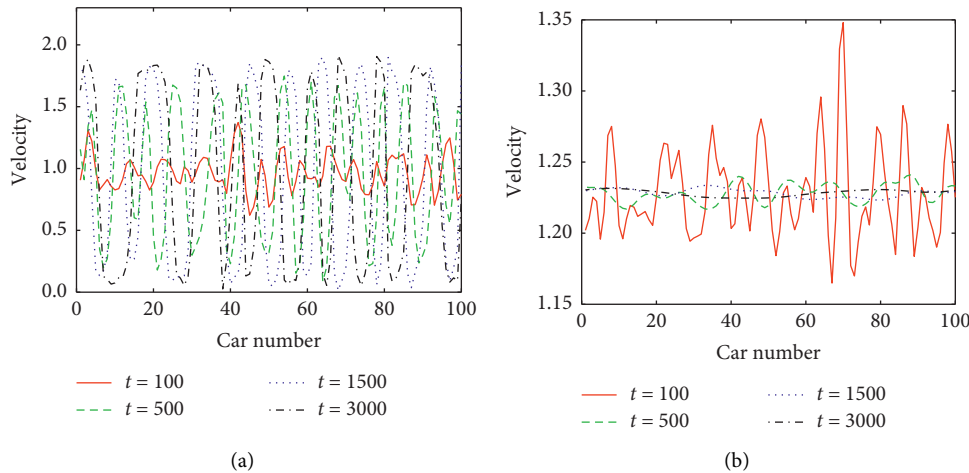 2.0
1.5
1.0
0.5
0.0
Velocity
0 20 40 60 80 100
Car number
t = 100 t = 1500
t = 500 t = 3000
(a)
1.35
1.30
1.25
1.20
1.15
Velocity
0 20 40 60 80 100
Car number
t = 100 t = 1500
t = 500 t = 3000
(b)